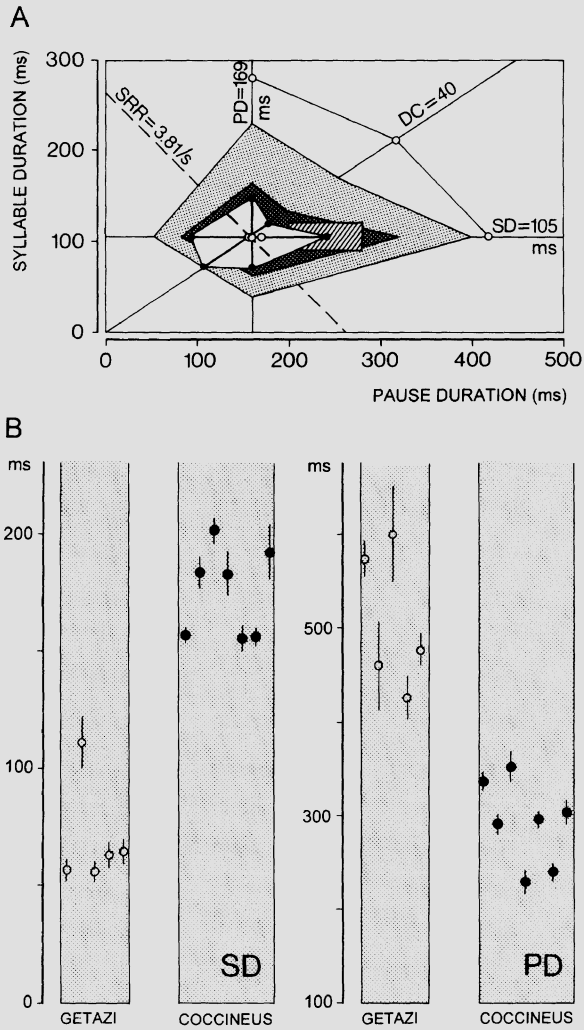 A
SYLLABLE DURATION (ms)
300
200
100
0
SRR=3.81/s
PD=169
ms
DC=40
SD=105
ms
0
100
200
300
400
500
PAUSE DURATION (ms)
B
ms
200
100
0
SD
GETAZI
COCCINEUS
ms
500
300
100
PD
GETAZI
COCCINEUS